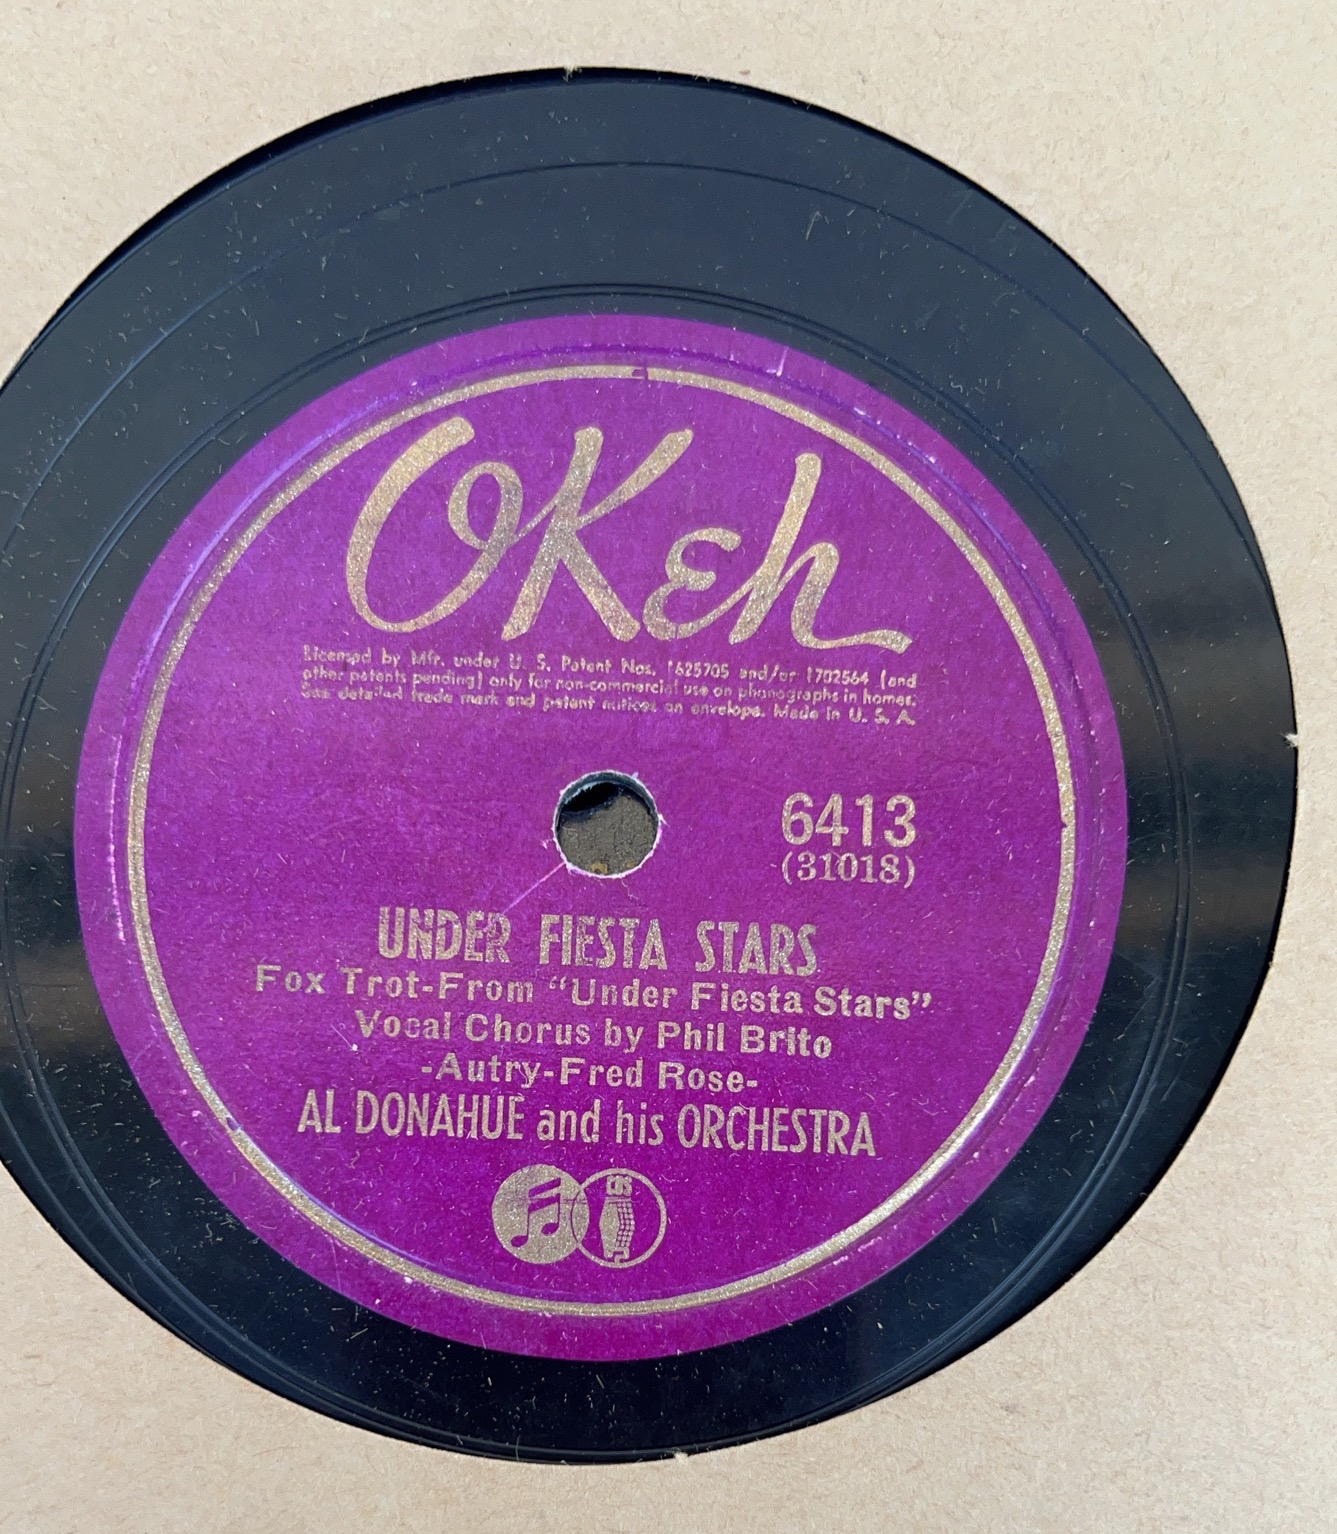 OKeh
Licensed by Mfr. under U. S. Patent Nos. 1625705 and/or 1702564 (and
other patents pending) only for non-commercial use on phonographs in homes.
See detailed trade mark and patent notices on envelope. Made in U. S. A.
6413
(31018)
UNDER FIESTA STARS
Fox Trot-From “Under Fiesta Stars”
Vocal Chorus by Phil Brito
-Autry-Fred Rose-
AL DONAHUE and his ORCHESTRA